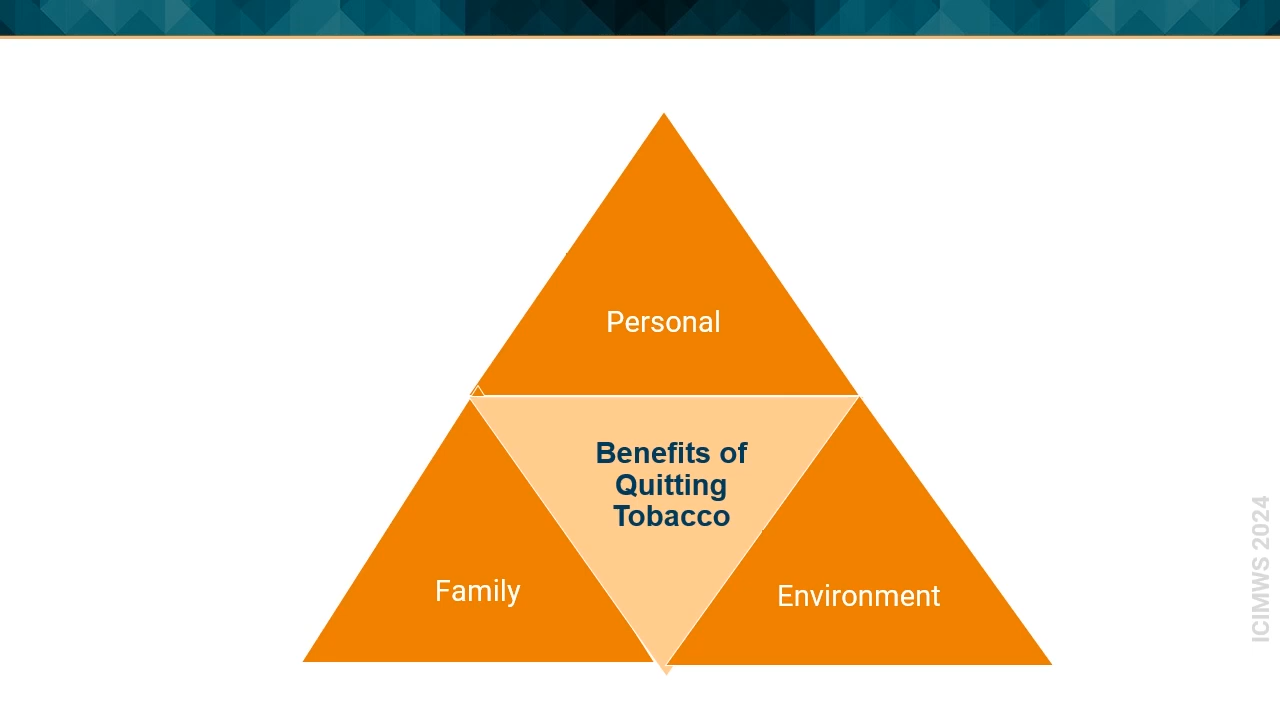 Personal
Benefits of
Quitting
Tobacco
Family
Environment
ICIMWS 2024